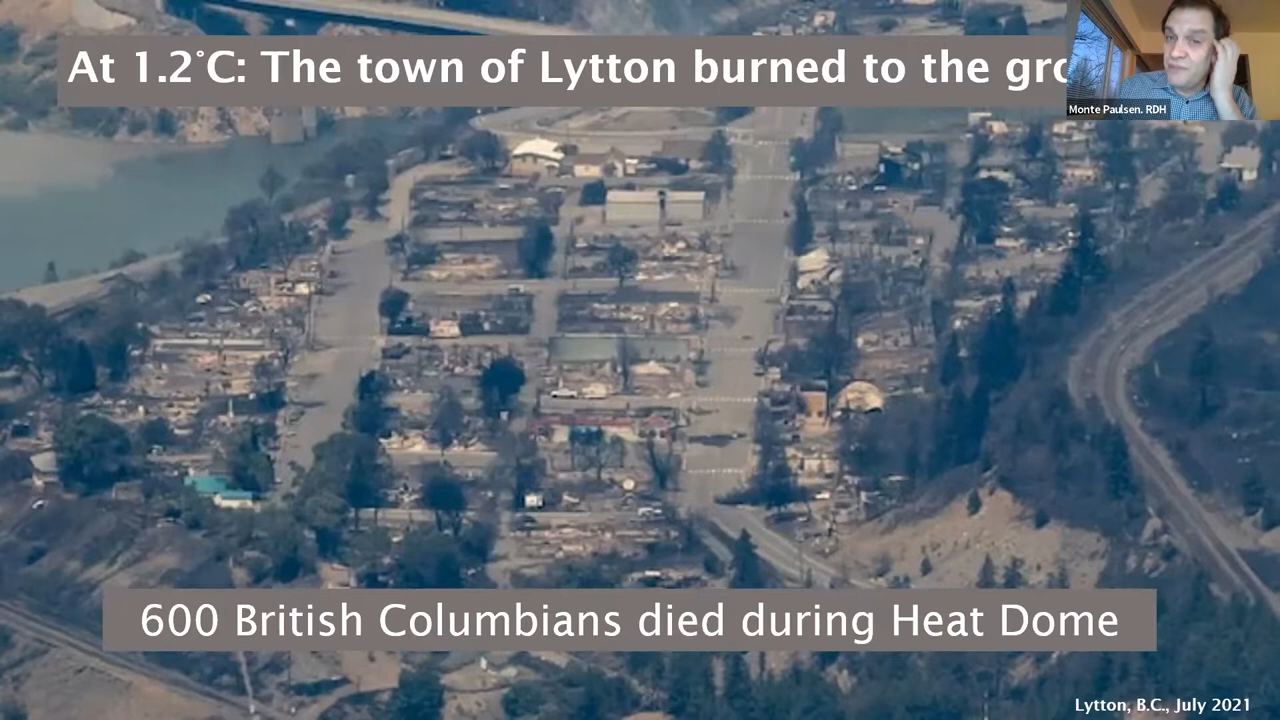 At 1.2°C: The town of Lytton burned to the gro
Monte Paulsen. RDH
600 British Columbians died during Heat Dome
Lytton, B.C., July 2021